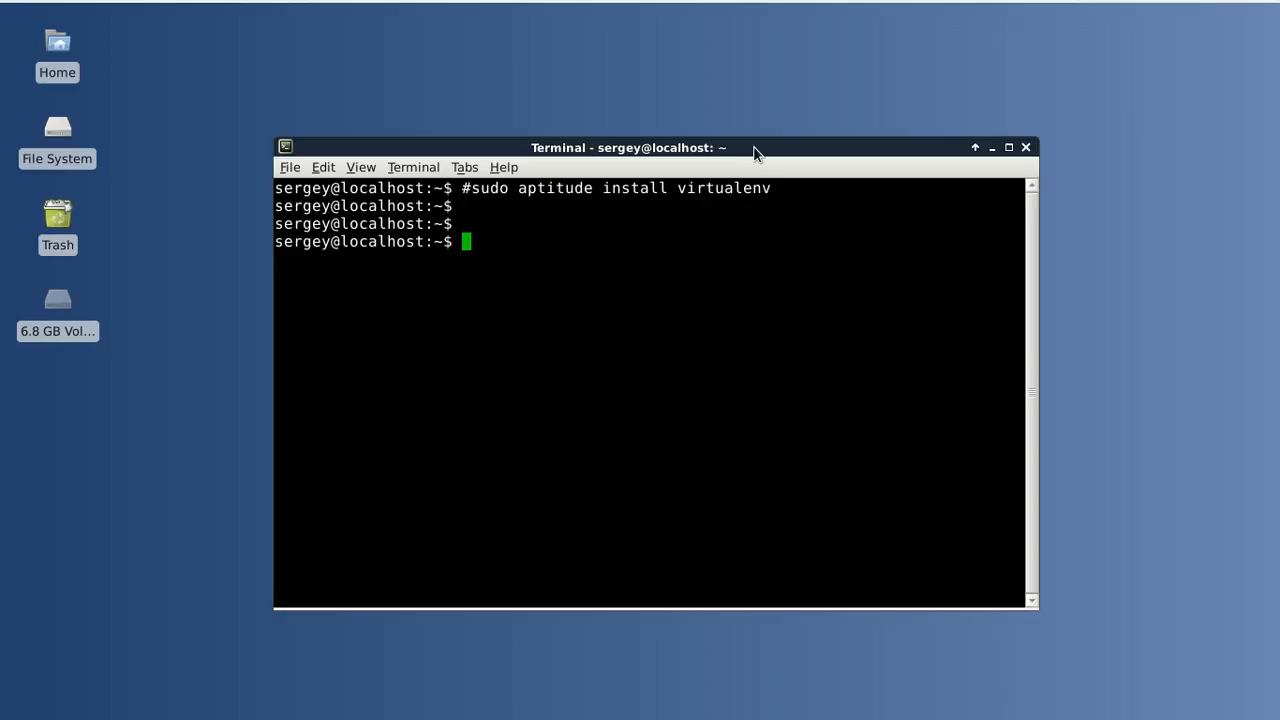 Home
File System
Trash
6.8 GB Vol...
Terminal - sergey@localhost: ~
File Edit View Terminal Tabs Help
sergey@localhost:~$ #sudo aptitude install virtualenv
sergey@localhost:~$
sergey@localhost:~$
sergey@localhost:~$